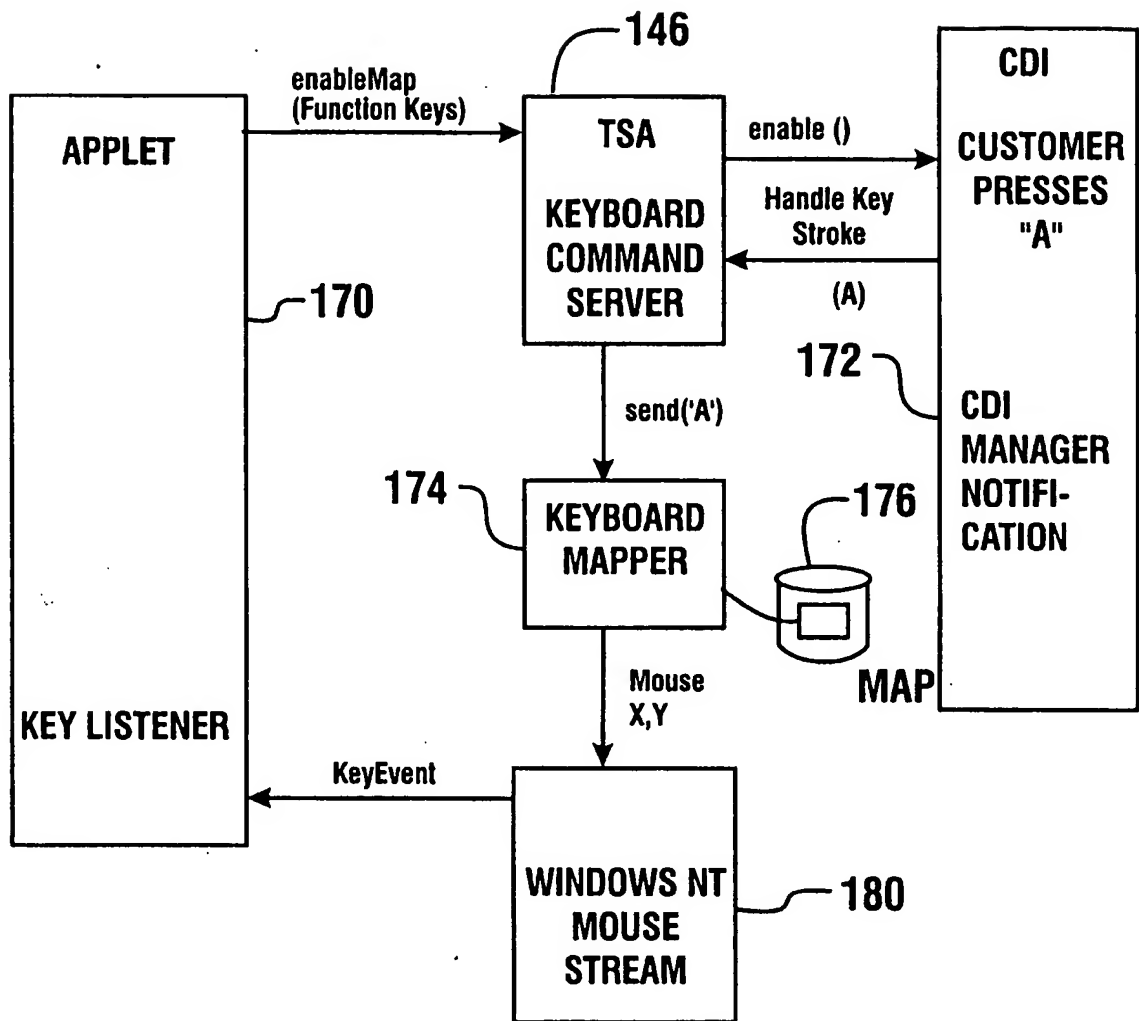 146
enableMap
(Function Keys)
APPLET
TSA
KEYBOARD
COMMAND
SERVER
enable ()
Handle Key
Stroke
(A)
CDI
CUSTOMER
PRESSES
"A"
170
172
CDI
MANAGER
NOTIFI-
CATION
send('A')
174
KEYBOARD
MAPPER
176
MAP
Mouse
X,Y
KEY LISTENER
KeyEvent
WINDOWS NT
MOUSE
STREAM
180